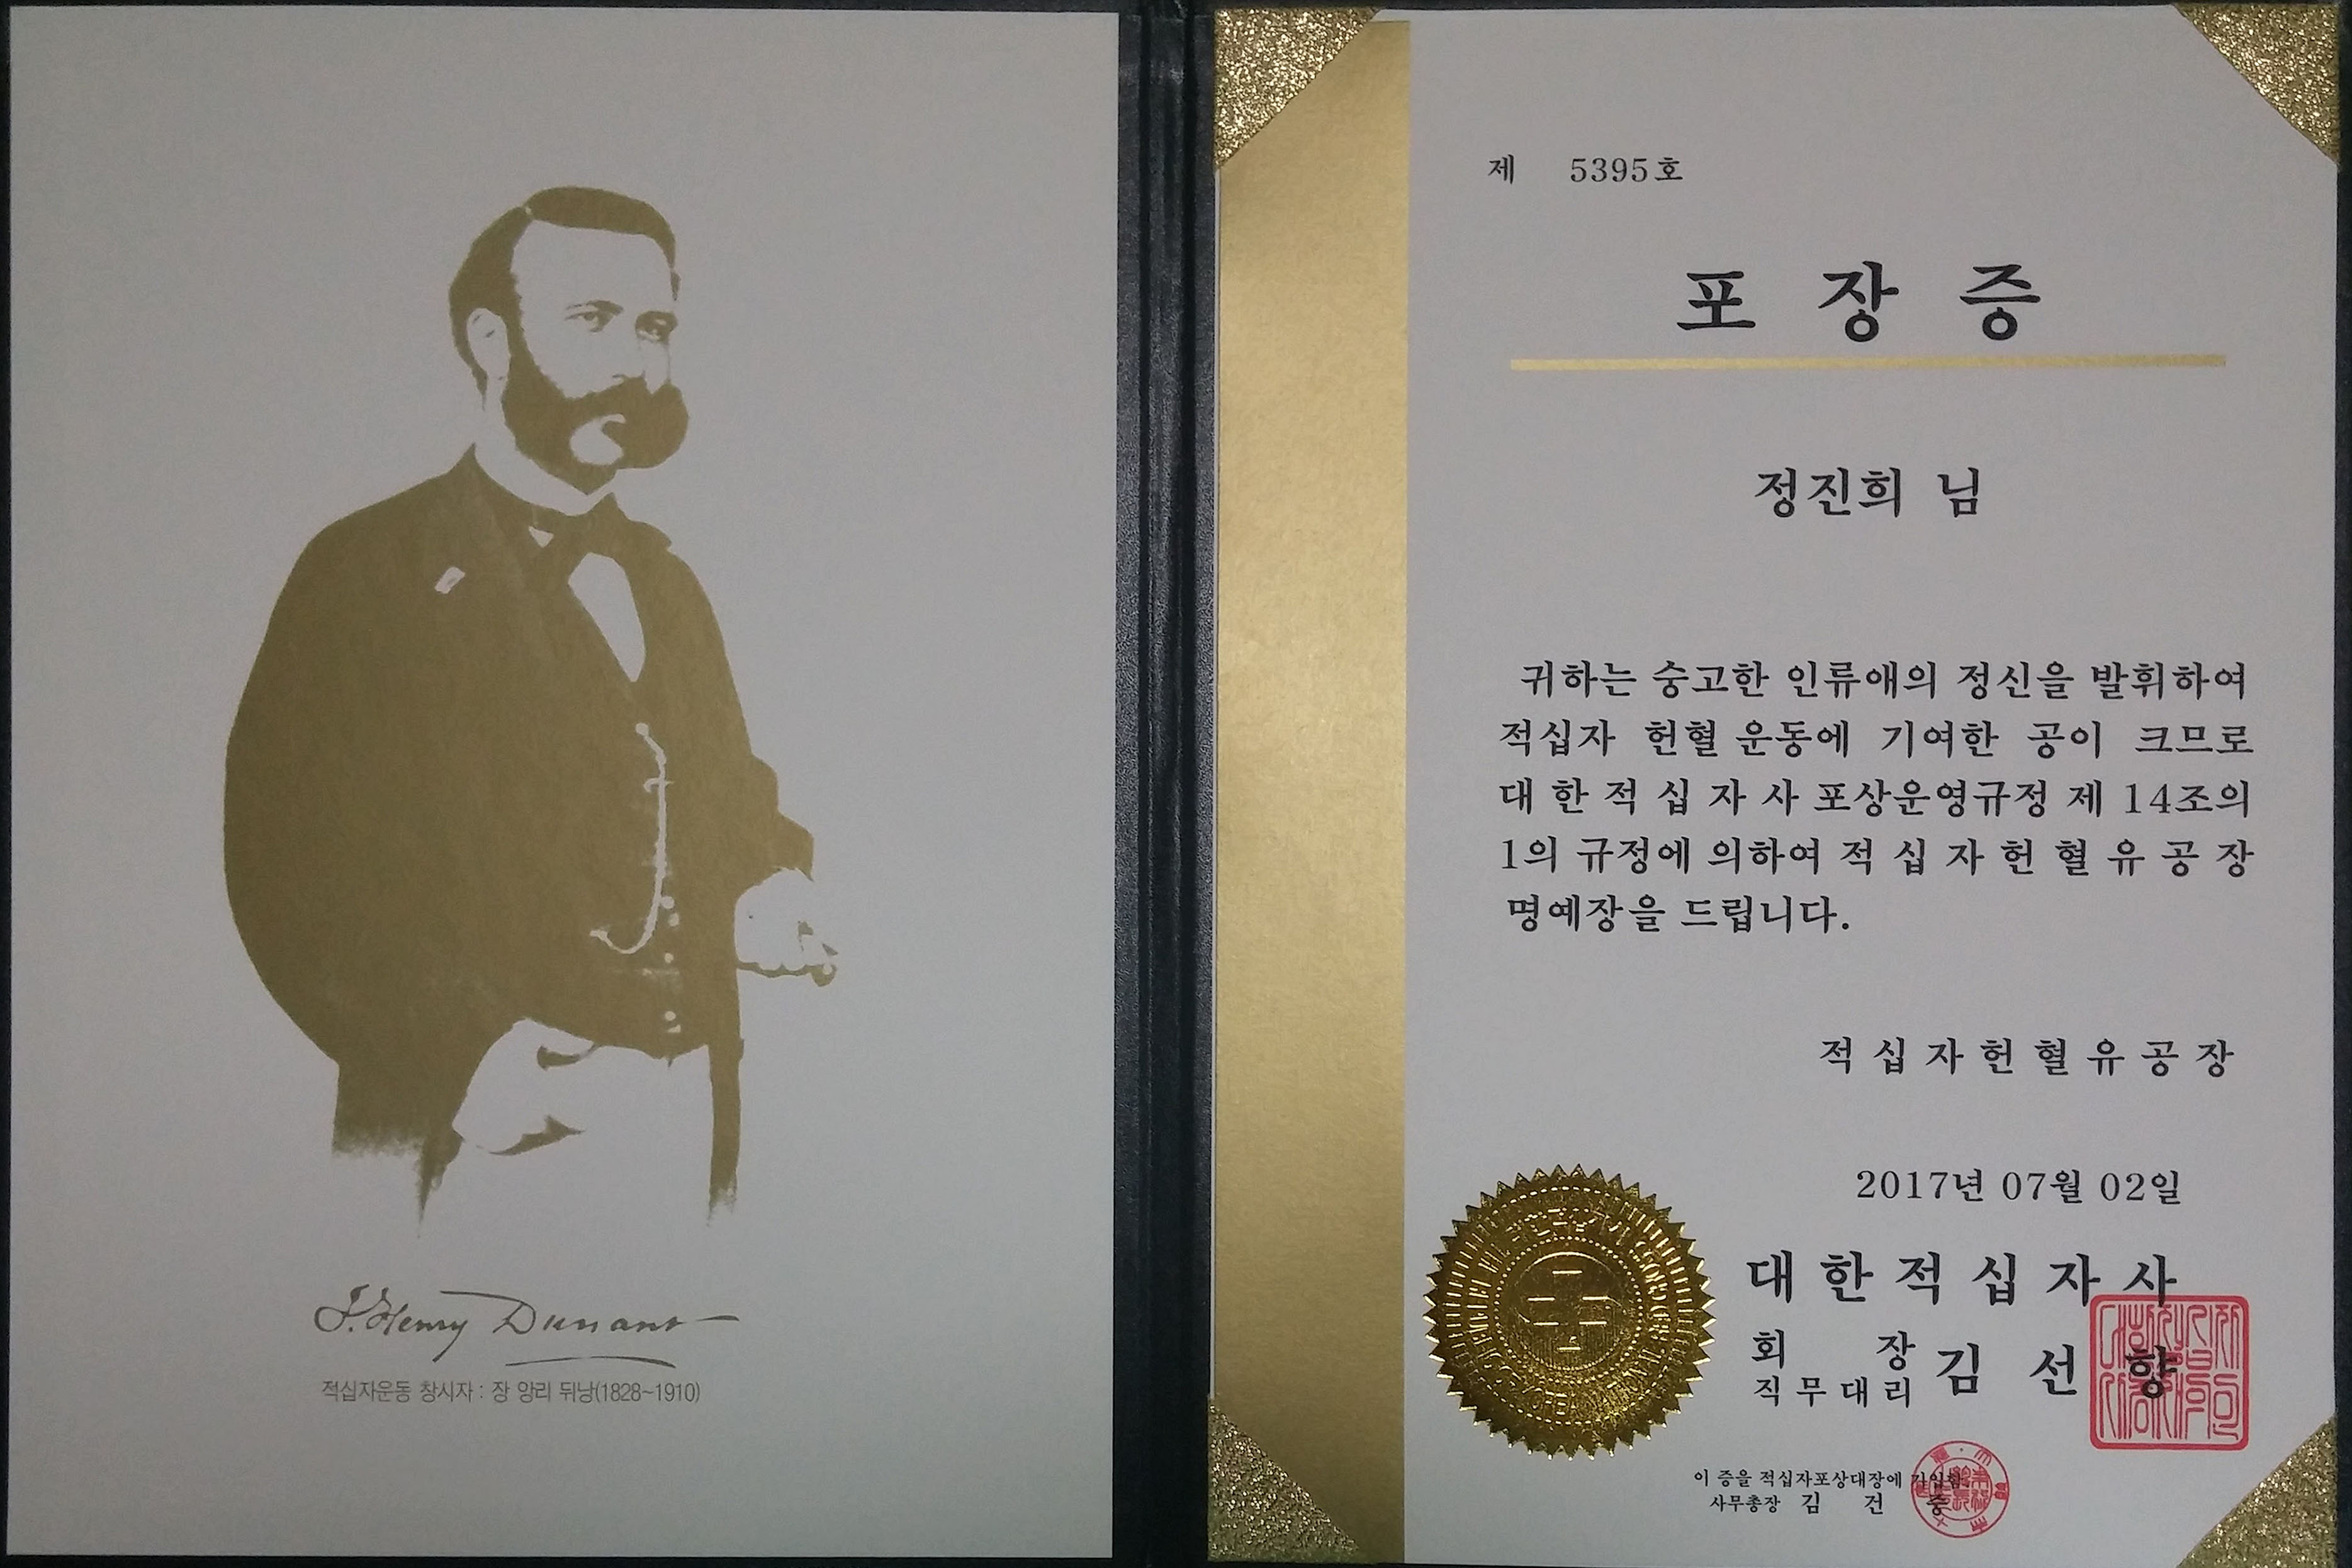 J. Henry Dunant
적십자운동 창시자 : 장 앙리 뒤낭(1828~1910)
제 5395호
포 장 증
정진희 님
귀하는 숭고한 인류애의 정신을 발휘하여
적십자 헌혈 운동에 기여한 공이 크므로
대 한 적 십 자 사 포상운영규정 제 14조의
1의 규정에 의하여 적 십 자 헌 혈 유 공 장
명예장을 드립니다.
적 십 자 헌 혈 유 공 장
2017년 07월 02일
대 한 적 십 자 사
회 장
직 무 대 리 김 선 향
이 증을 적십자포상대장에 기입함.
사무총장 김 건 중